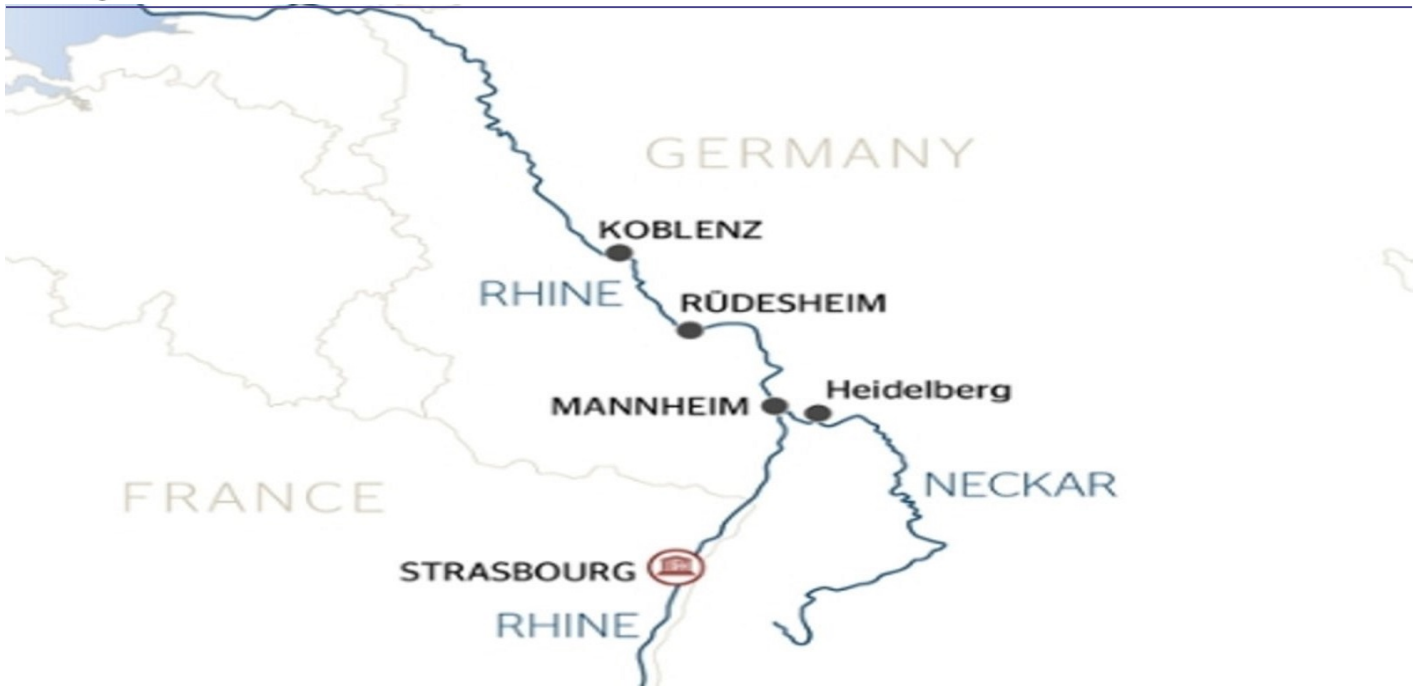 GERMANY
KOBLENZ
RHINE
RÜDESHEIM
Heidelberg
MANNHEIM
NECKAR
FRANCE
STRASBOURG
RHINE